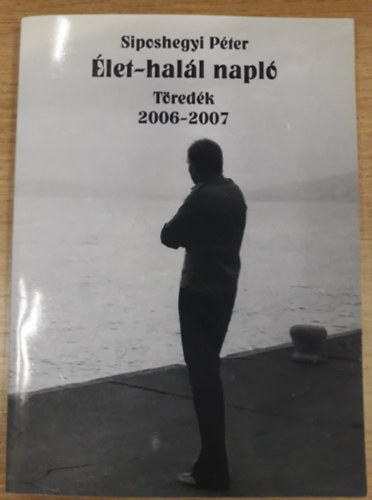 Siposhegyi Péter
Élet-halál napló
Töredék
2006-2007